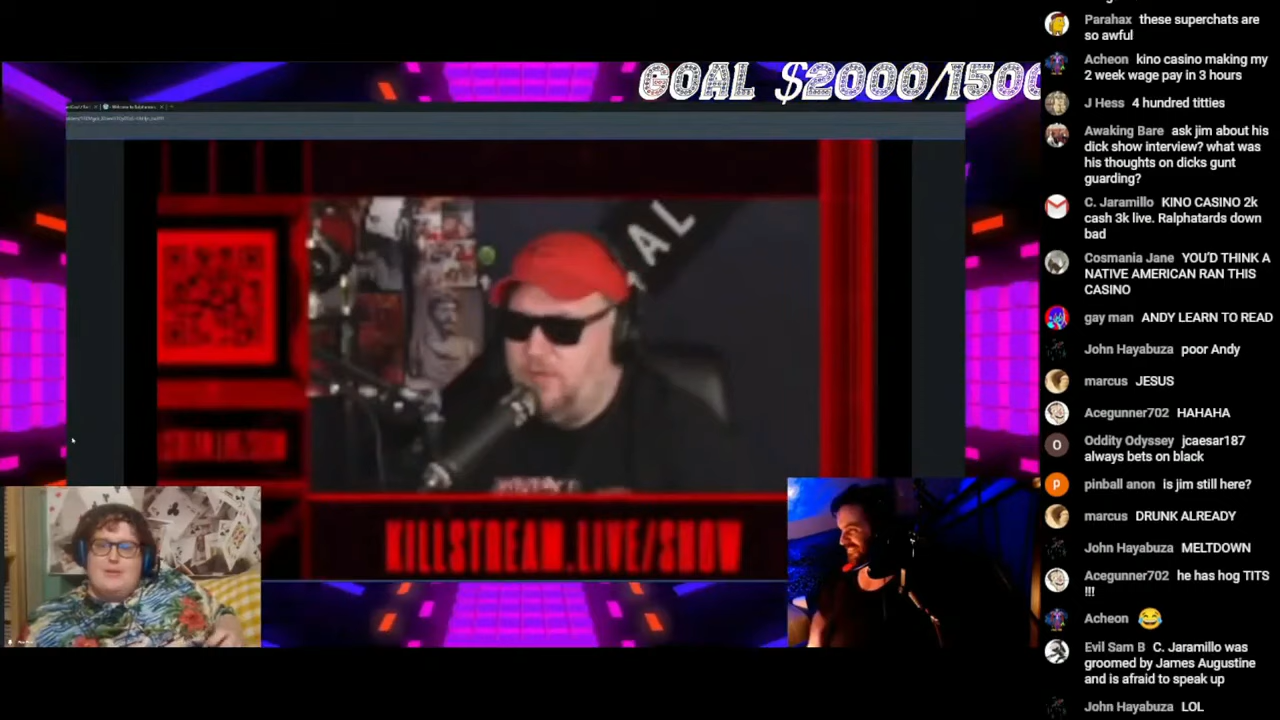 GOAL $2000/1500
AL
KILLSTREAM.LIVE/SHOW
Parahax these superchats are
so awful
Acheon kino casino making my
2 week wage pay in 3 hours
J Hess 4 hundred titties
Awaking Bare ask jim about his
dick show interview? what was
his thoughts on dicks gunt
guarding?
C. Jaramillo KINO CASINO 2k
cash 3k live. Ralphatards down
bad
Cosmania Jane YOU'D THINK A
NATIVE AMERICAN RAN THIS
CASINO
gay man ANDY LEARN TO READ
John Hayabuza poor Andy
marcus JESUS
Acegunner702 HAHAHA
Oddity Odyssey jcaesar187
always bets on black
pinball anon is jim still here?
marcus DRUNK ALREADY
John Hayabuza MELTDOWN
Acegunner702 he has hog TITS
!!!
Acheon 😂
Evil Sam B C. Jaramillo was
groomed by James Augustine
and is afraid to speak up
John Hayabuza LOL